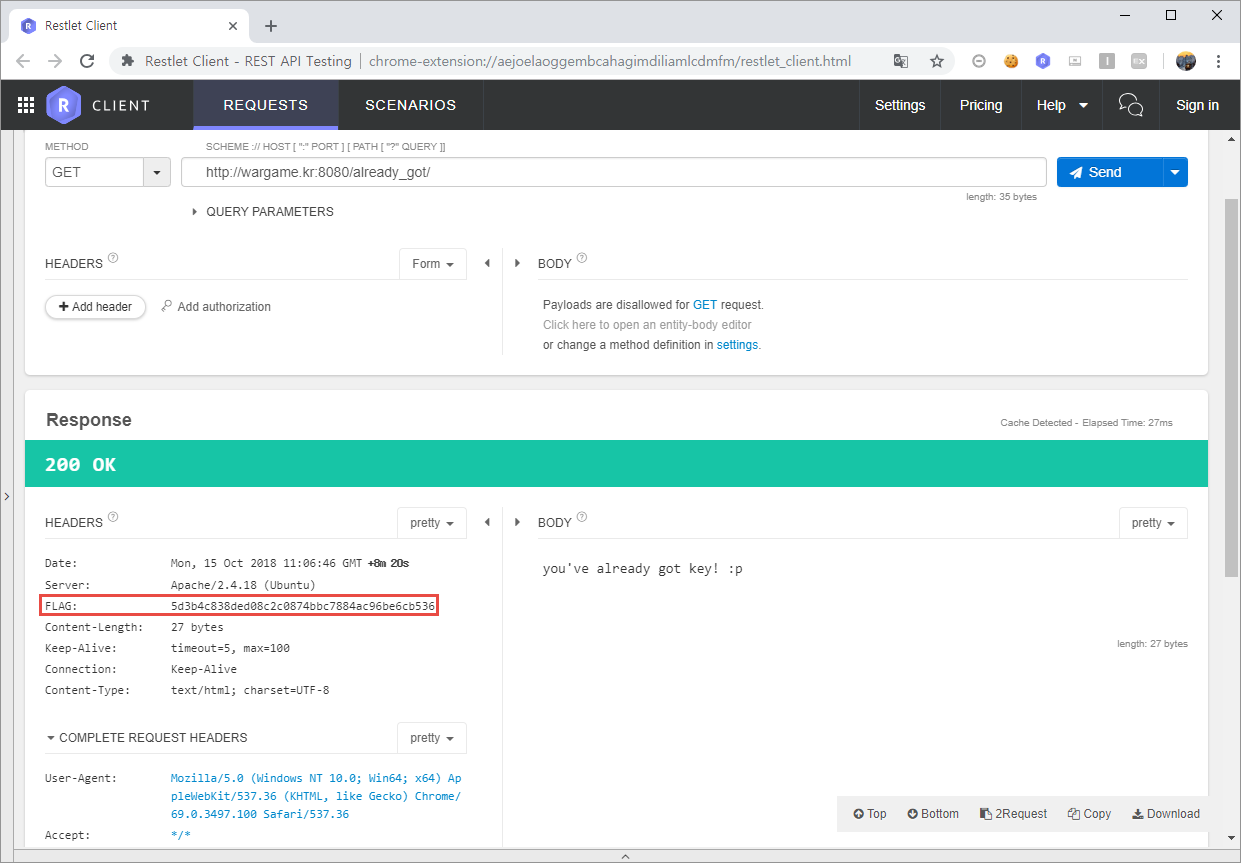 Restlet Client
Restlet Client - REST API Testing chrome-extension://aejoelaoggembcahagimdiliamlcdmfm/restlet_client.html
R CLIENT REQUESTS SCENARIOS Settings Pricing Help Sign in
METHOD SCHEME :// HOST [ ":" PORT ] [ PATH [ "?" QUERY ]]
GET http://wargame.kr:8080/already_got/ Send
length: 35 bytes
QUERY PARAMETERS
HEADERS ? Form BODY ?
+ Add header Add authorization
Payloads are disallowed for GET request.
Click here to open an entity-body editor
or change a method definition in settings.
Response
Cache Detected - Elapsed Time: 27ms
200 OK
HEADERS ? pretty BODY ? pretty
Date: Mon, 15 Oct 2018 11:06:46 GMT +8m 20s
you've already got key! :p
Server: Apache/2.4.18 (Ubuntu)
FLAG: 5d3b4c838ded08c2c0874bbc7884ac96be6cb536
Content-Length: 27 bytes
Keep-Alive: timeout=5, max=100
length: 27 bytes
Connection: Keep-Alive
Content-Type: text/html; charset=UTF-8
COMPLETE REQUEST HEADERS pretty
User-Agent: Mozilla/5.0 (Windows NT 10.0; Win64; x64) Ap
pleWebKit/537.36 (KHTML, like Gecko) Chrome/
69.0.3497.100 Safari/537.36
Accept: */*
Top Bottom 2Request Copy Download